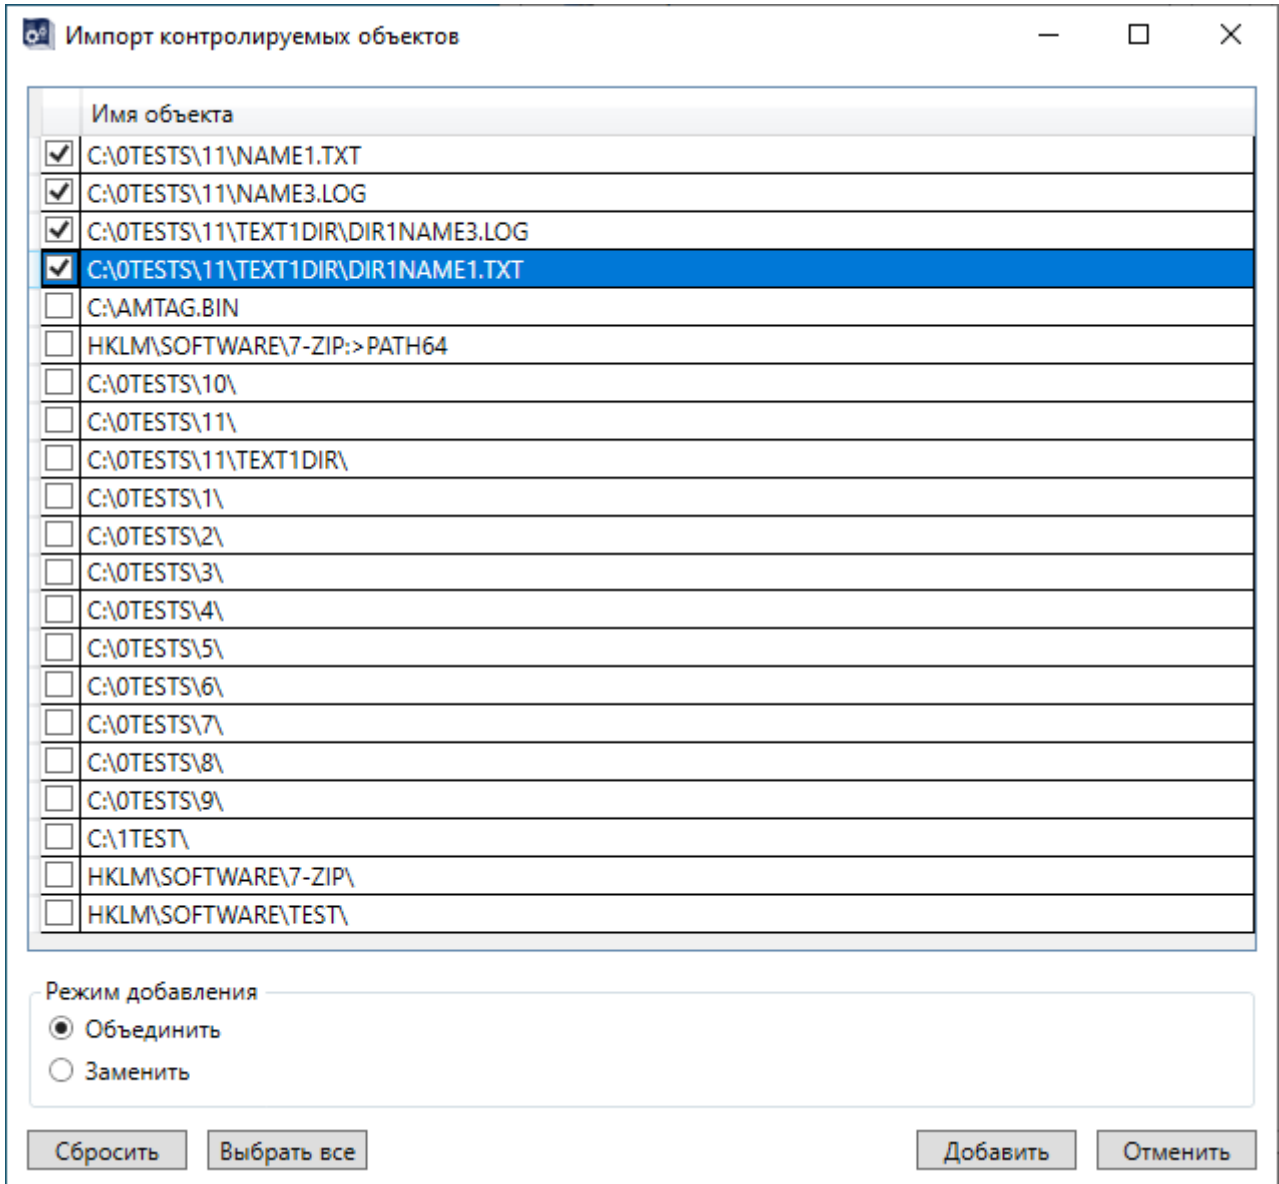 Импорт контролируемых объектов
Имя объекта
C:\0TESTS\11\NAME1.TXT
C:\0TESTS\11\NAME3.LOG
C:\0TESTS\11\TEXT1DIR\DIR1NAME3.LOG
C:\0TESTS\11\TEXT1DIR\DIR1NAME1.TXT
C:\AMTAG.BIN
HKLM\SOFTWARE\7-ZIP:>PATH64
C:\0TESTS\10\
C:\0TESTS\11\
C:\0TESTS\11\TEXT1DIR\
C:\0TESTS\1\
C:\0TESTS\2\
C:\0TESTS\3\
C:\0TESTS\4\
C:\0TESTS\5\
C:\0TESTS\6\
C:\0TESTS\7\
C:\0TESTS\8\
C:\0TESTS\9\
C:\1TEST\
HKLM\SOFTWARE\7-ZIP\
HKLM\SOFTWARE\TEST\
Режим добавления
Объединить
Заменить
Сбросить Выбрать все Добавить Отменить